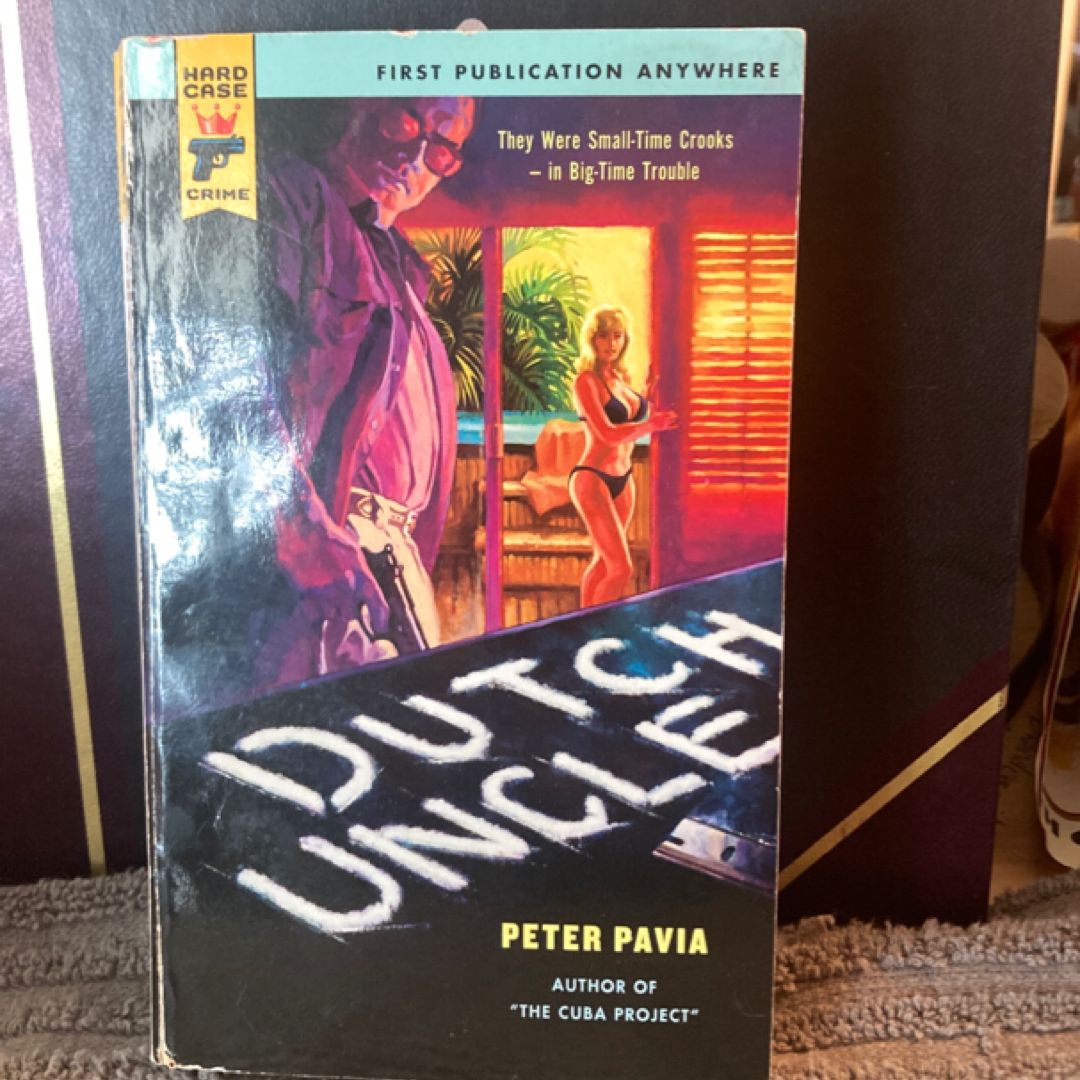 HARD
CASE
CRIME
FIRST PUBLICATION ANYWHERE
They Were Small-Time Crooks
– in Big-Time Trouble
DUTCH
UNCLE
PETER PAVIA
AUTHOR OF
"THE CUBA PROJECT"